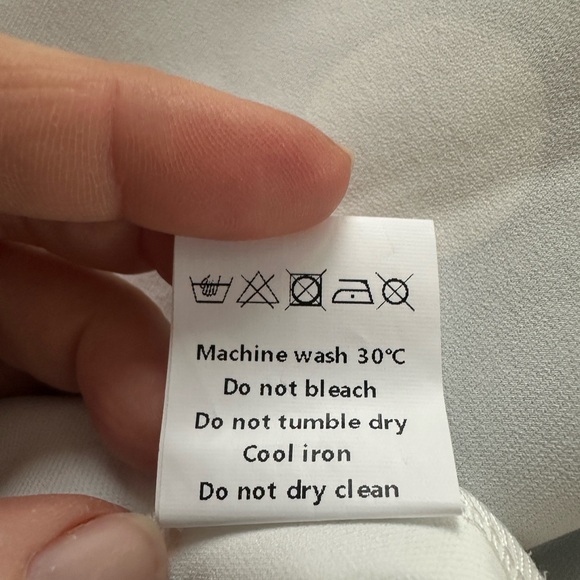 Machine wash 30°C
Do not bleach
Do not tumble dry
Cool iron
Do not dry clean